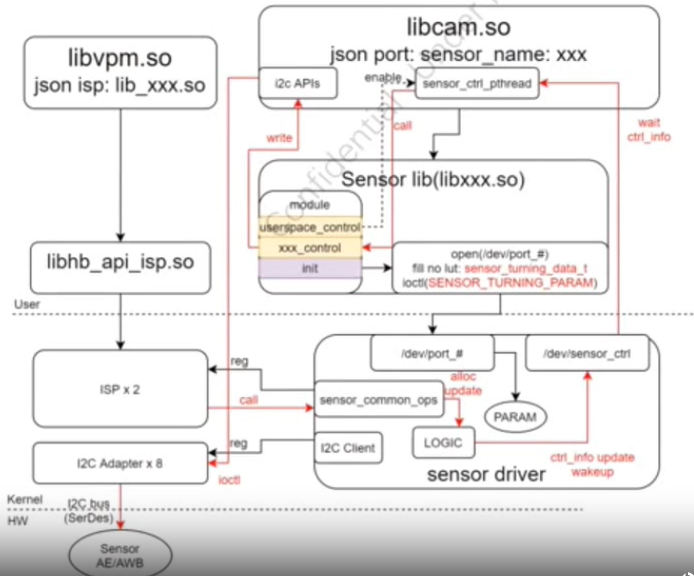 libcam.so
json port: sensor_name: xxx
i2c APIs
enable
sensor_ctrl_pthread
libvpm.so
json isp: lib_xxx.so
write
call
wait
ctrl_info
Sensor lib(libxxx.so)
module
userspace_control
xxx_control
init
open(/dev/port_#)
fill no lut: sensor_turning_data_t
ioctl(SENSOR_TURNING_PARAM)
libhb_api_isp.so
User
/dev/port_#
/dev/sensor_ctrl
ISP x 2
reg
call
sensor_common_ops
alloc
update
PARAM
LOGIC
I2C Adapter x 8
reg
I2C Client
ioctl
ctrl_info update
wakeup
sensor driver
Kernel
HW
I2C bus
(SerDes)
Sensor
AE/AWB
Confidential